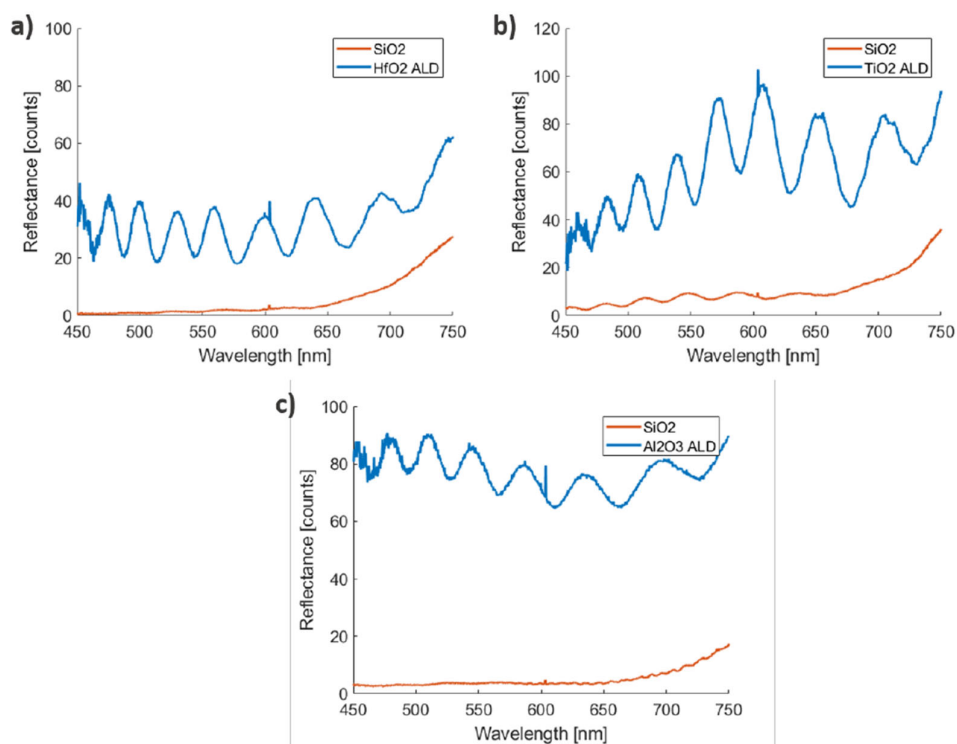 a)
100
80
60
40
20
0
Reflectance [counts]
SiO2
HfO2 ALD
450 500 550 600 650 700 750
Wavelength [nm]
b)
120
100
80
60
40
20
0
Reflectance [counts]
SiO2
TiO2 ALD
450 500 550 600 650 700 750
Wavelength [nm]
c)
100
80
60
40
20
0
Reflectance [counts]
SiO2
Al2O3 ALD
450 500 550 600 650 700 750
Wavelength [nm]